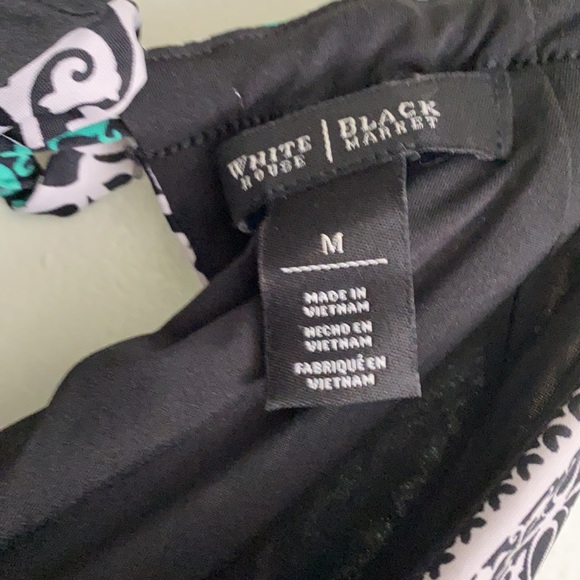 WHITE HOUSE | BLACK MARKET
M
MADE IN
VIETNAM
HECHO EN
VIETNAM
FABRIQUÉ EN
VIETNAM